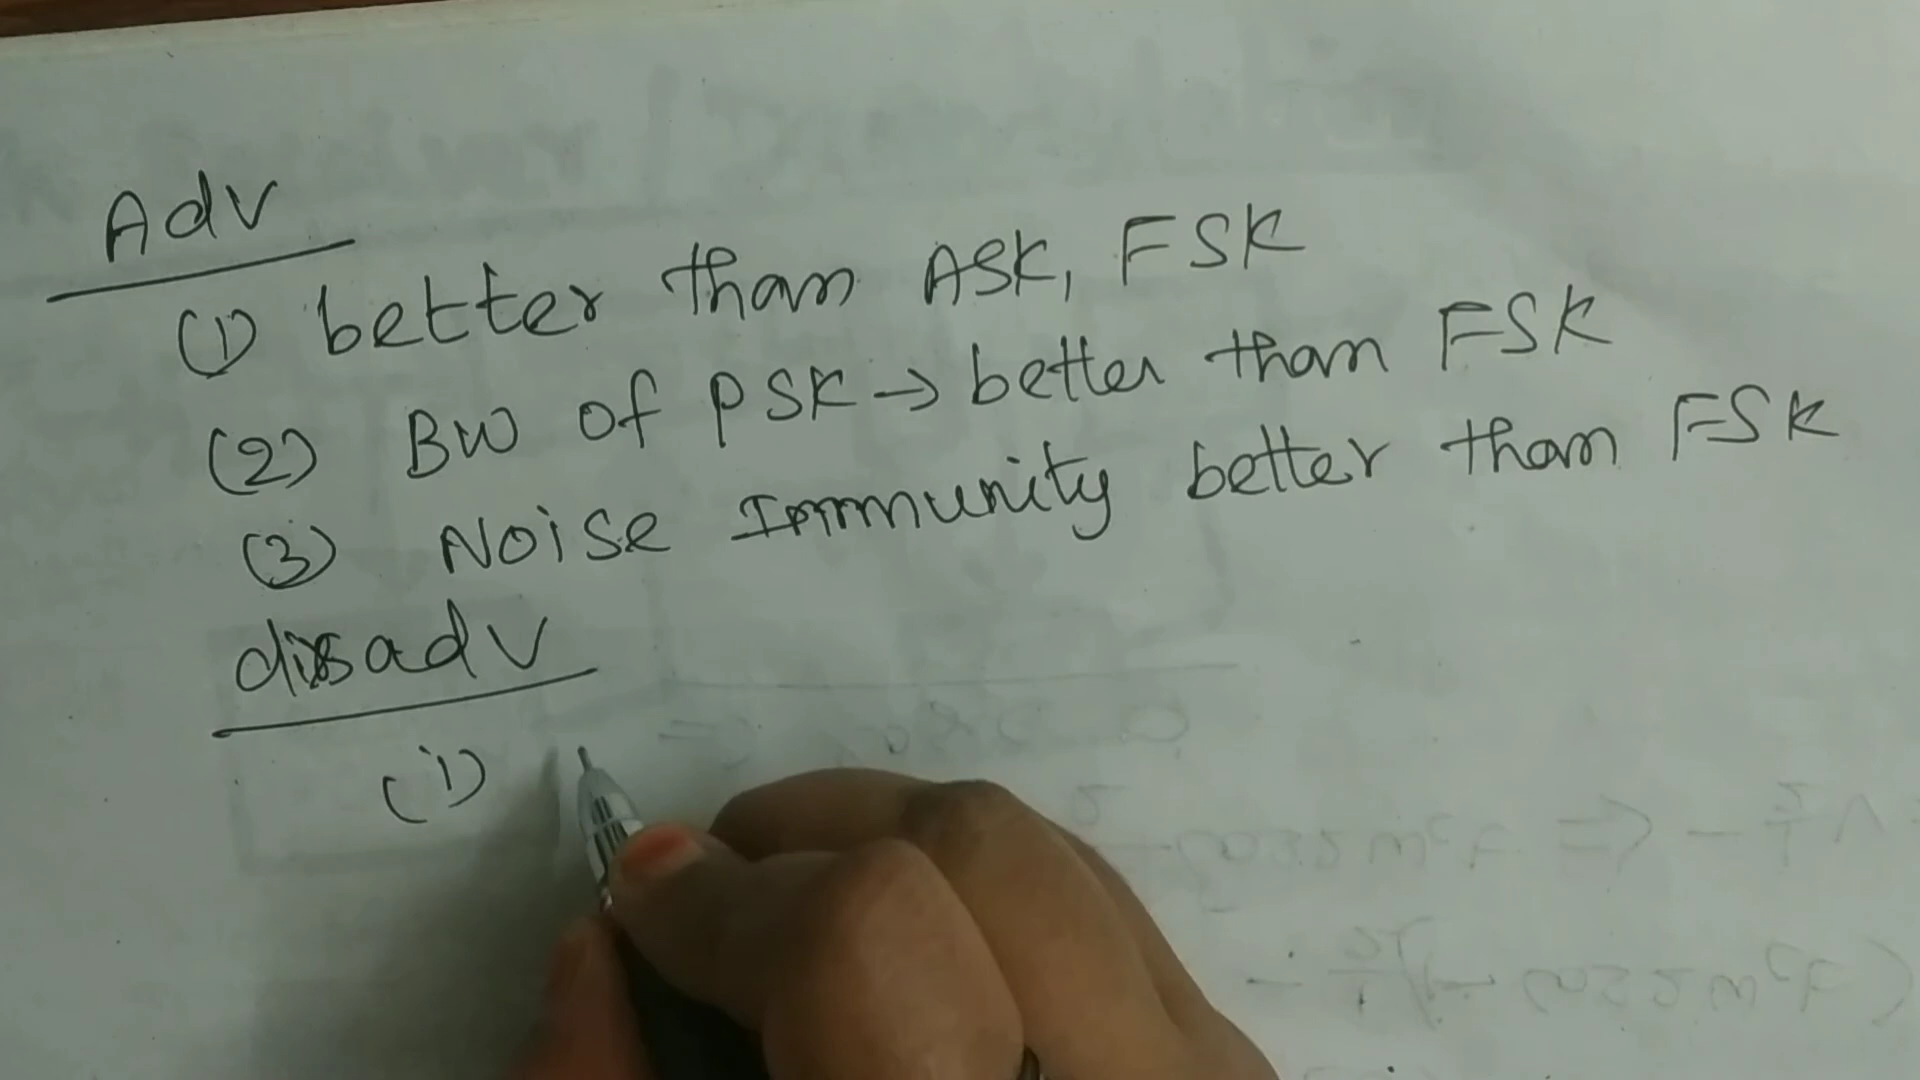 Adv
(1) better than ASK, FSK
(2) BW of PSK → better than FSK
(3) Noise Immunity better than FSK
disadv
(1)